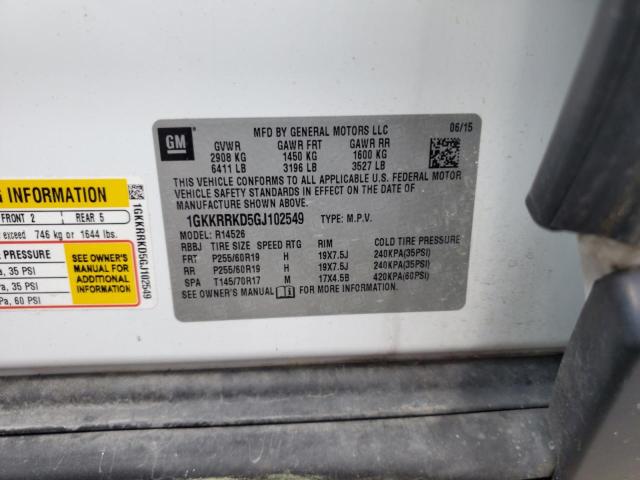 GM
MFD BY GENERAL MOTORS LLC 06/15
GVWR GAWR FRT GAWR RR
2908 KG 1450 KG 1600 KG
6411 LB 3196 LB 3527 LB
THIS VEHICLE CONFORMS TO ALL APPLICABLE U.S. FEDERAL MOTOR
VEHICLE SAFETY STANDARDS IN EFFECT ON THE DATE OF
MANUFACTURE SHOWN ABOVE.
1GKKRRKD5GJ102549 TYPE: M.P.V.
MODEL: R14526
RBBJ TIRE SIZE SPEED RTG RIM COLD TIRE PRESSURE
FRT P255/60R19 H 19X7.5J 240KPA(35PSI)
RR P255/60R19 H 19X7.5J 240KPA(35PSI)
SPA T145/70R17 M 17X4.5B 420KPA(60PSI)
SEE OWNER'S MANUAL FOR MORE INFORMATION.
INFORMATION
FRONT 2 REAR 5
exceed 746 kg or 1644 lbs.
PRESSURE
, 35 PSI
, 35 PSI
a, 60 PSI
SEE OWNER'S
MANUAL FOR
ADDITIONAL
INFORMATION
1GKKRRKD5GJ102549